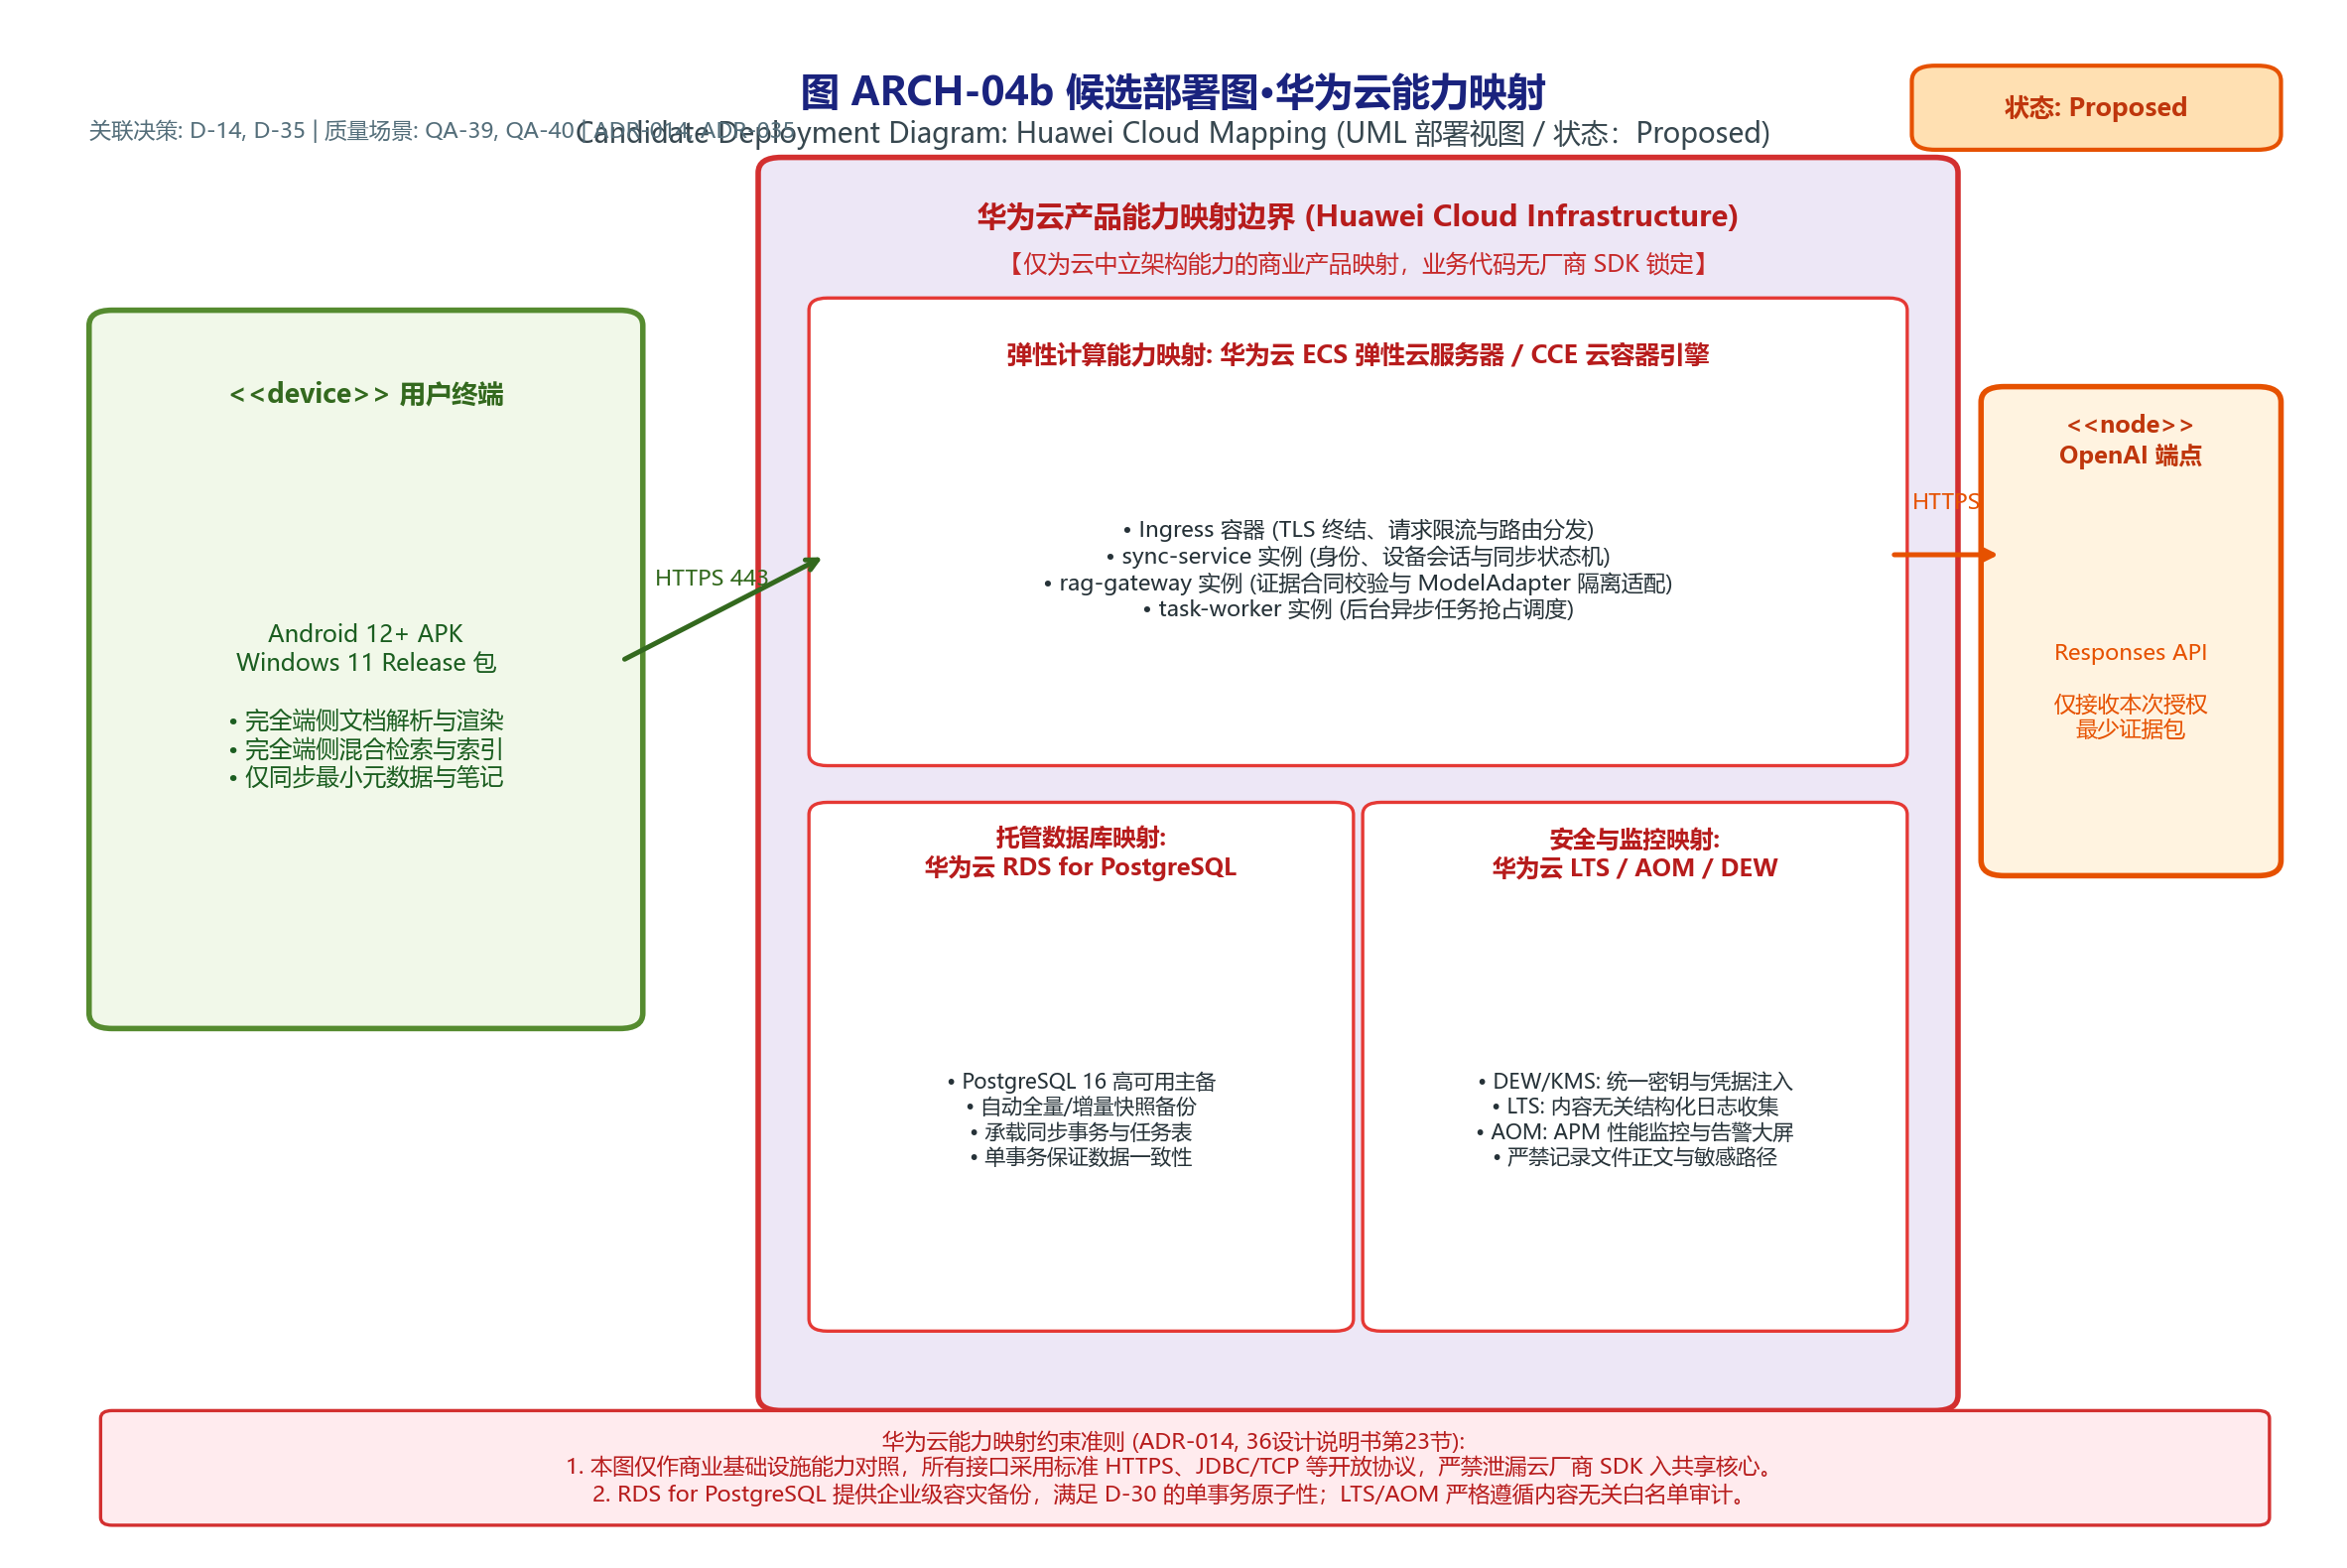 图 ARCH-04b 候选部署图·华为云能力映射
状态: Proposed
关联决策: D-14, D-35 | 质量场景: QA-39, QA-40 | ADR-014, ADR-035
Candidate Deployment Diagram: Huawei Cloud Mapping (UML 部署视图 / 状态：Proposed)
华为云产品能力映射边界 (Huawei Cloud Infrastructure)
【仅为云中立架构能力的商业产品映射，业务代码无厂商 SDK 锁定】
<<device>> 用户终端
Android 12+ APK
Windows 11 Release 包
• 完全端侧文档解析与渲染
• 完全端侧混合检索与索引
• 仅同步最小元数据与笔记
HTTPS 443
弹性计算能力映射: 华为云 ECS 弹性云服务器 / CCE 云容器引擎
• Ingress 容器 (TLS 终结、请求限流与路由分发)
• sync-service 实例 (身份、设备会话与同步状态机)
• rag-gateway 实例 (证据合同校验与 ModelAdapter 隔离适配)
• task-worker 实例 (后台异步任务抢占调度)
HTTPS
<<node>>
OpenAI 端点
Responses API
仅接收本次授权
最少证据包
托管数据库映射:
华为云 RDS for PostgreSQL
• PostgreSQL 16 高可用主备
• 自动全量/增量快照备份
• 承载同步事务与任务表
• 单事务保证数据一致性
安全与监控映射:
华为云 LTS / AOM / DEW
• DEW/KMS: 统一密钥与凭据注入
• LTS: 内容无关结构化日志收集
• AOM: APM 性能监控与告警大屏
• 严禁记录文件正文与敏感路径
华为云能力映射约束准则 (ADR-014, 36设计说明书第23节):
1. 本图仅作商业基础设施能力对照，所有接口采用标准 HTTPS、JDBC/TCP 等开放协议，严禁泄漏云厂商 SDK 入共享核心。
2. RDS for PostgreSQL 提供企业级容灾备份，满足 D-30 的单事务原子性；LTS/AOM 严格遵循内容无关白名单审计。